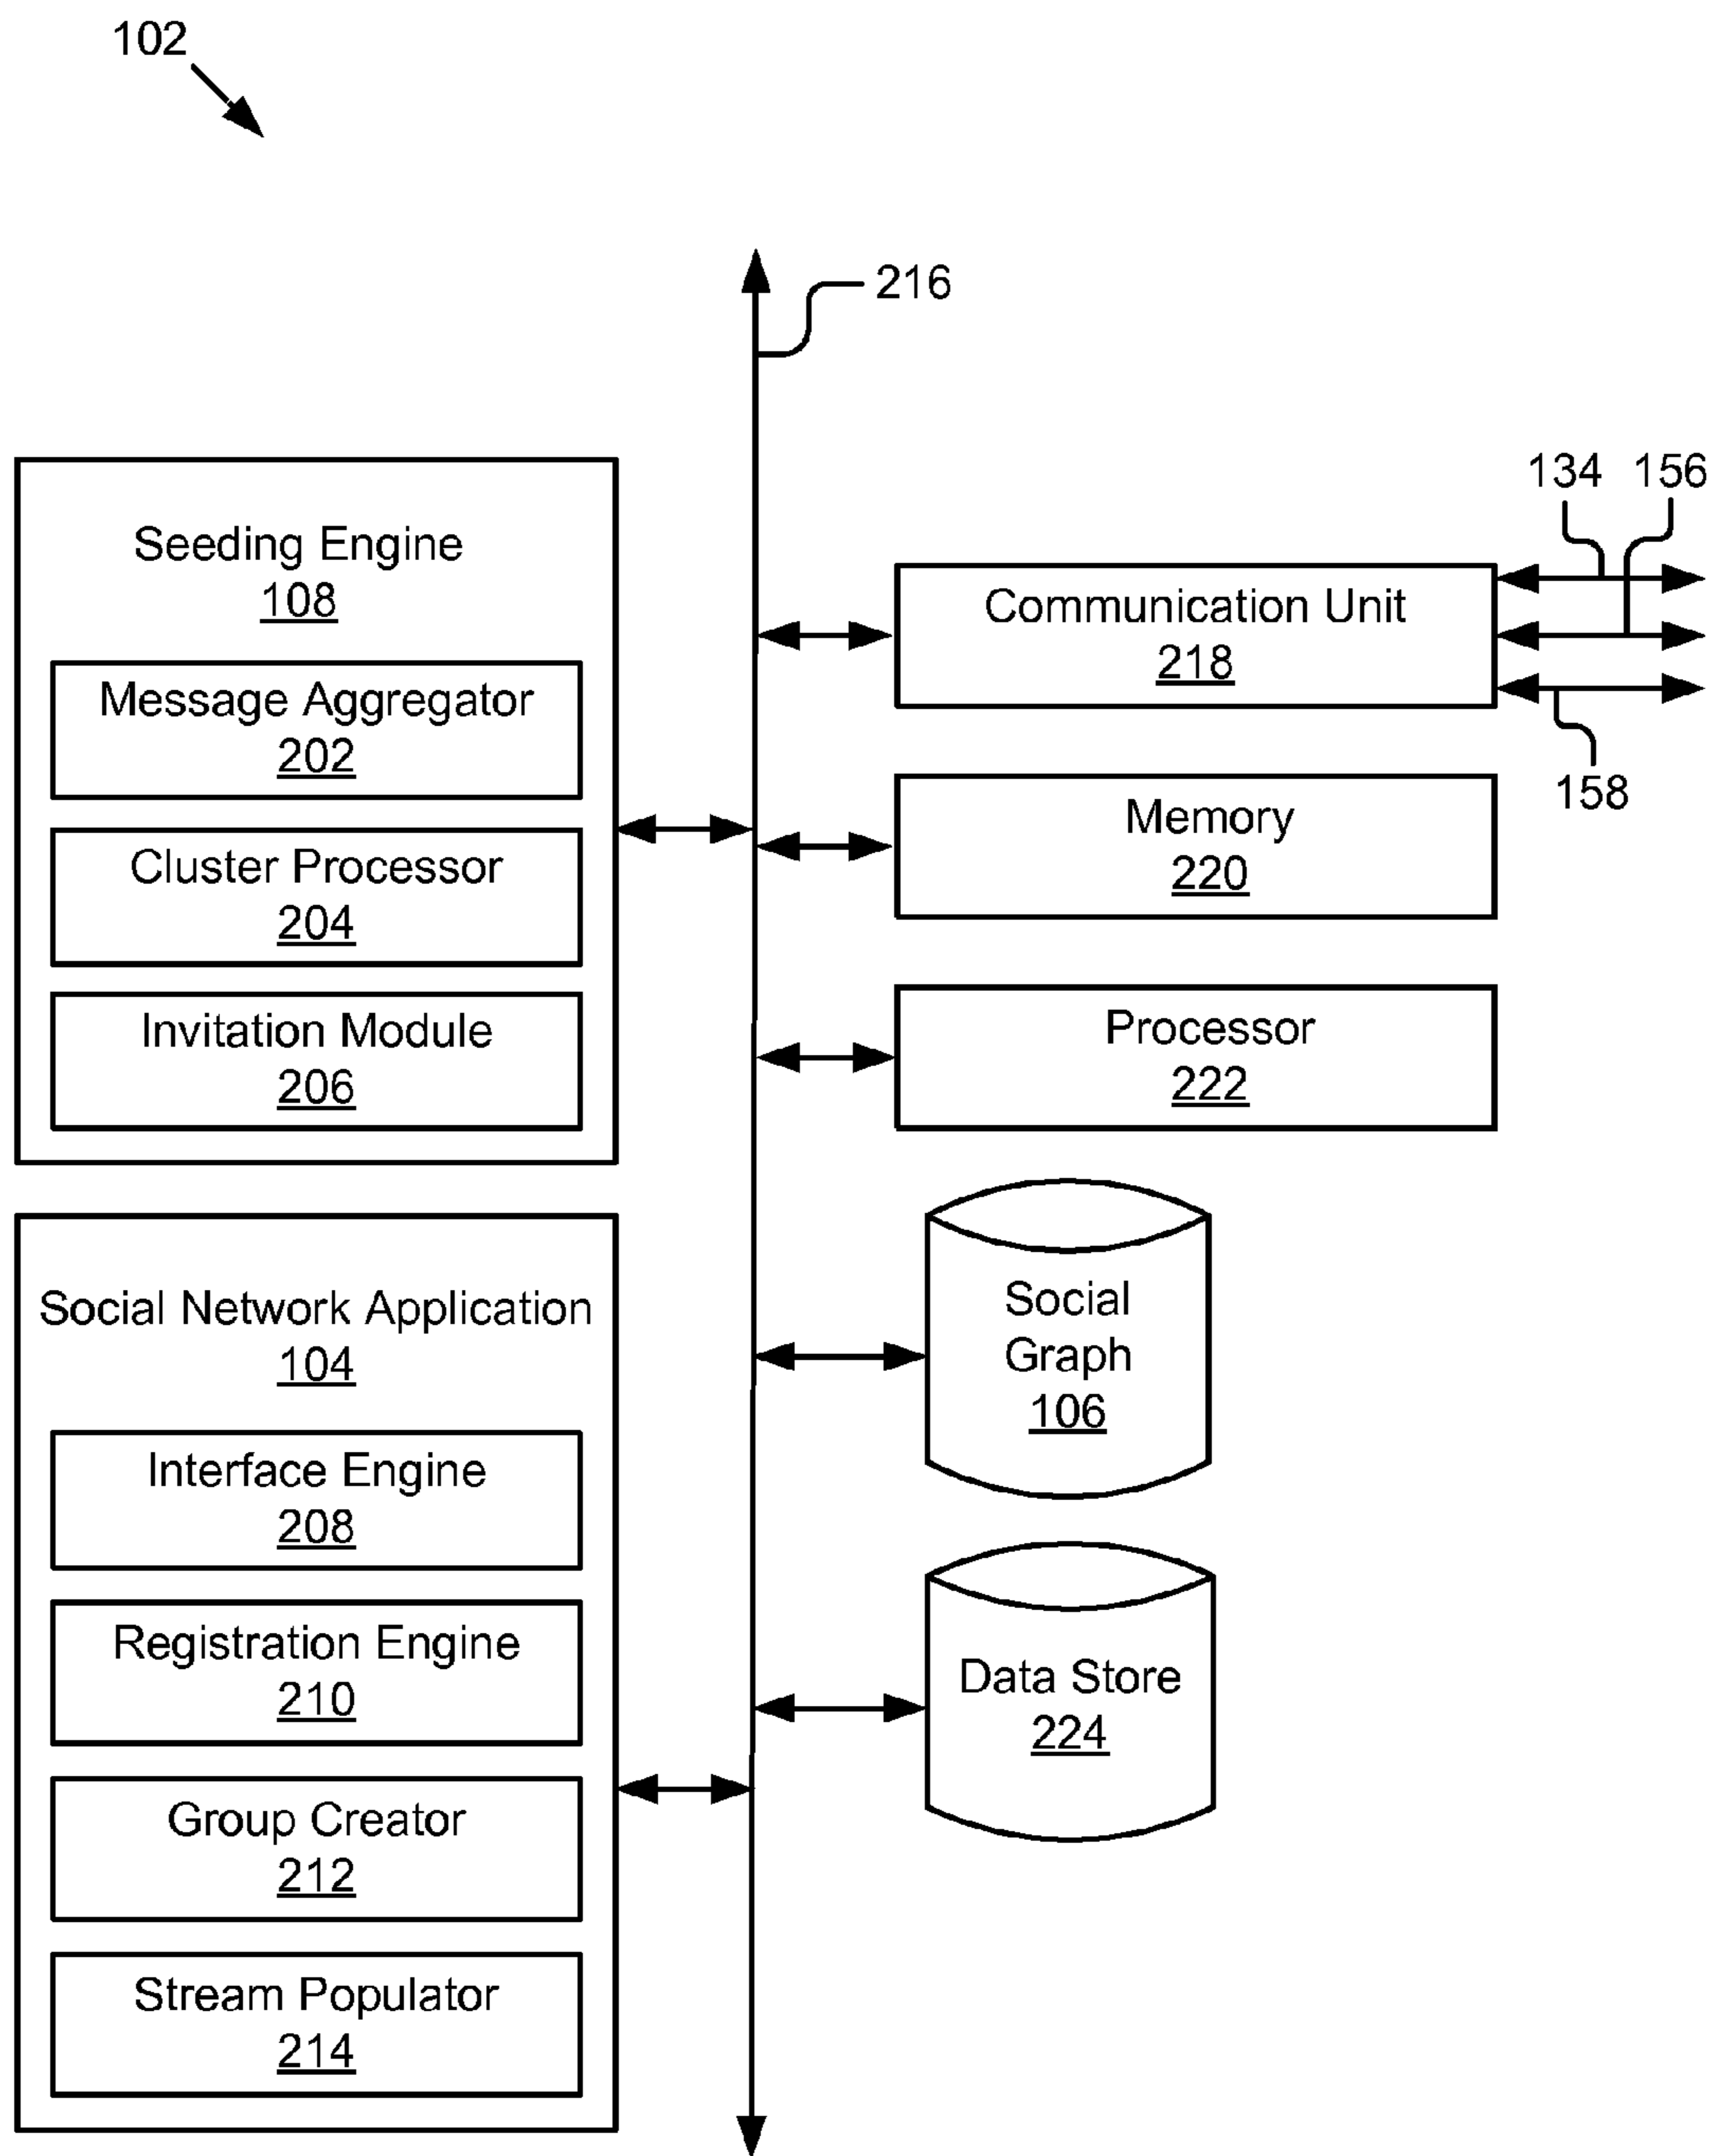 102
216
Seeding Engine
108
Message Aggregator
202
Cluster Processor
204
Invitation Module
206
134 156
Communication Unit
218
158
Memory
220
Processor
222
Social Network Application
104
Interface Engine
208
Registration Engine
210
Group Creator
212
Stream Populator
214
Social
Graph
106
Data Store
224